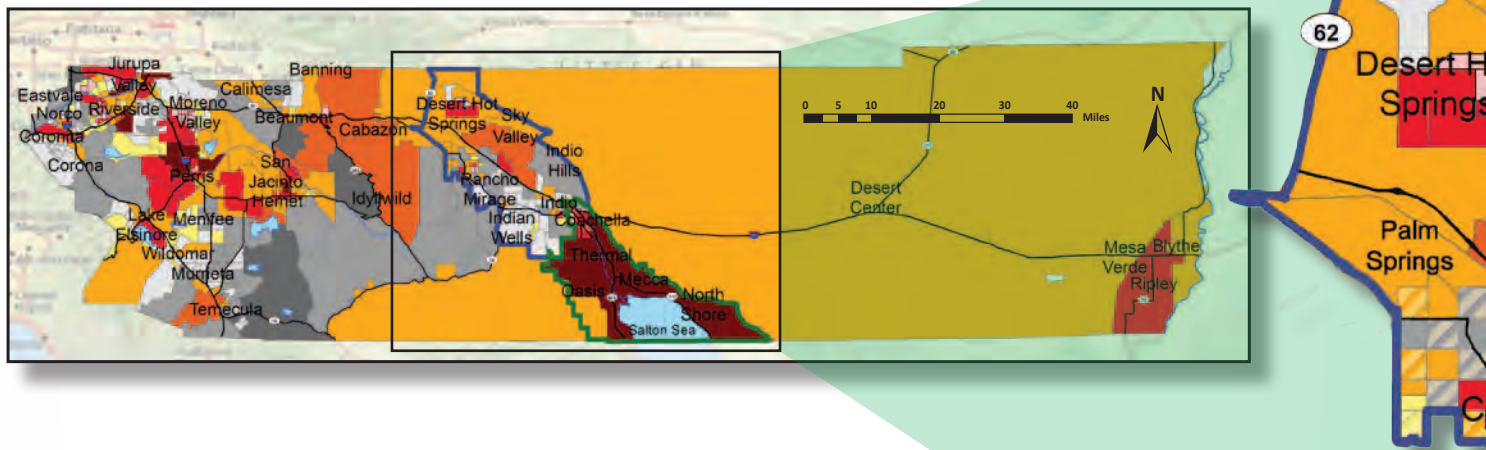 Jurupa
Valley
Eastvale
Norco
Riverside
Moreno
Valley
Calimesa
Banning
Beaumont
Cabazon
Coronita
Corona
Perris
San
Jacinto
Hemet
Idyllwild
Lake
Elsinore
Menifee
Wildomar
Murrieta
Temecula
Desert Hot
Springs
Sky
Valley
Indio
Hills
Rancho
Mirage
Indio
Indian
Wells
Coachella
Thermal
Oasis
Mecca
North
Shore
Salton Sea
0 5 10 20 30 40 Miles
N
Desert
Center
Mesa
Verde
Blythe
Ripley
62
Desert H
Springs
Palm
Springs